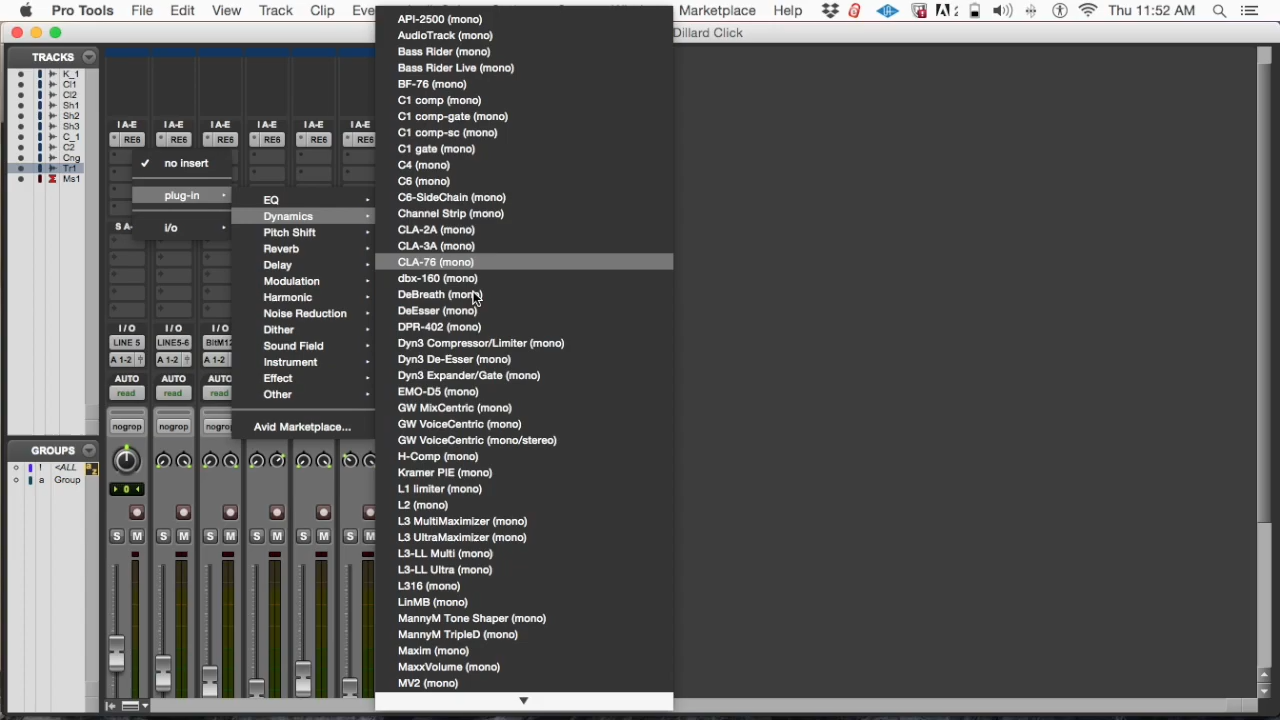 Pro Tools File Edit View Track Clip Eve Marketplace Help Thu 11:52 AM
Dillard Click
TRACKS
K_1
Cl1
Cl2
Sh1
Sh2
Sh3
C_1
C2
Cng
Tr1
Ms1
GROUPS
! <ALL
a Group
I A-E I A-E I A-E I A-E I A-E I A-E
RE6 RE6 RE6 RE6 RE6 RE6
no insert
plug-in
i/o
S A-
I / O I / O I / O
LINE 5 LINE5-6 BitM12
A 1-2 A 1-2 A 1-2
AUTO AUTO AUTO
read read read
nogrop nogrop nogrop nogrop nogrop nogrop
0
S M S M S M S M S M S M
EQ
Dynamics
Pitch Shift
Reverb
Delay
Modulation
Harmonic
Noise Reduction
Dither
Sound Field
Instrument
Effect
Other
Avid Marketplace...
API-2500 (mono)
AudioTrack (mono)
Bass Rider (mono)
Bass Rider Live (mono)
BF-76 (mono)
C1 comp (mono)
C1 comp-gate (mono)
C1 comp-sc (mono)
C1 gate (mono)
C4 (mono)
C6 (mono)
C6-SideChain (mono)
Channel Strip (mono)
CLA-2A (mono)
CLA-3A (mono)
CLA-76 (mono)
dbx-160 (mono)
DeBreath (mono)
DeEsser (mono)
DPR-402 (mono)
Dyn3 Compressor/Limiter (mono)
Dyn3 De-Esser (mono)
Dyn3 Expander/Gate (mono)
EMO-D5 (mono)
GW MixCentric (mono)
GW VoiceCentric (mono)
GW VoiceCentric (mono/stereo)
H-Comp (mono)
Kramer PIE (mono)
L1 limiter (mono)
L2 (mono)
L3 MultiMaximizer (mono)
L3 UltraMaximizer (mono)
L3-LL Multi (mono)
L3-LL Ultra (mono)
L316 (mono)
LinMB (mono)
MannyM Tone Shaper (mono)
MannyM TripleD (mono)
Maxim (mono)
MaxxVolume (mono)
MV2 (mono)